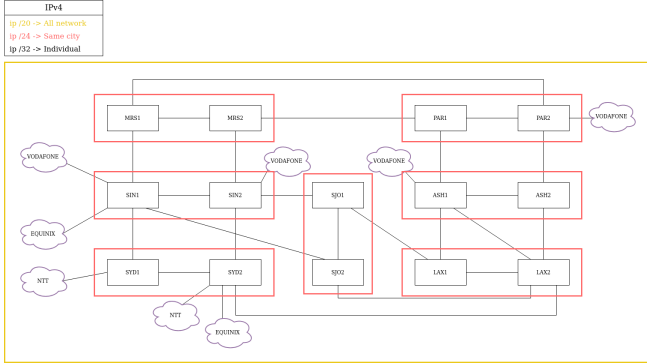 IPv4
ip /20 -> All network
ip /24 -> Same city
ip /32 -> Individual
MRS1
MRS2
PAR1
PAR2
VODAFONE
VODAFONE
VODAFONE
VODAFONE
SIN1
SIN2
SJO1
ASH1
ASH2
EQUINIX
NTT
SYD1
SYD2
SJO2
LAX1
LAX2
NTT
EQUINIX